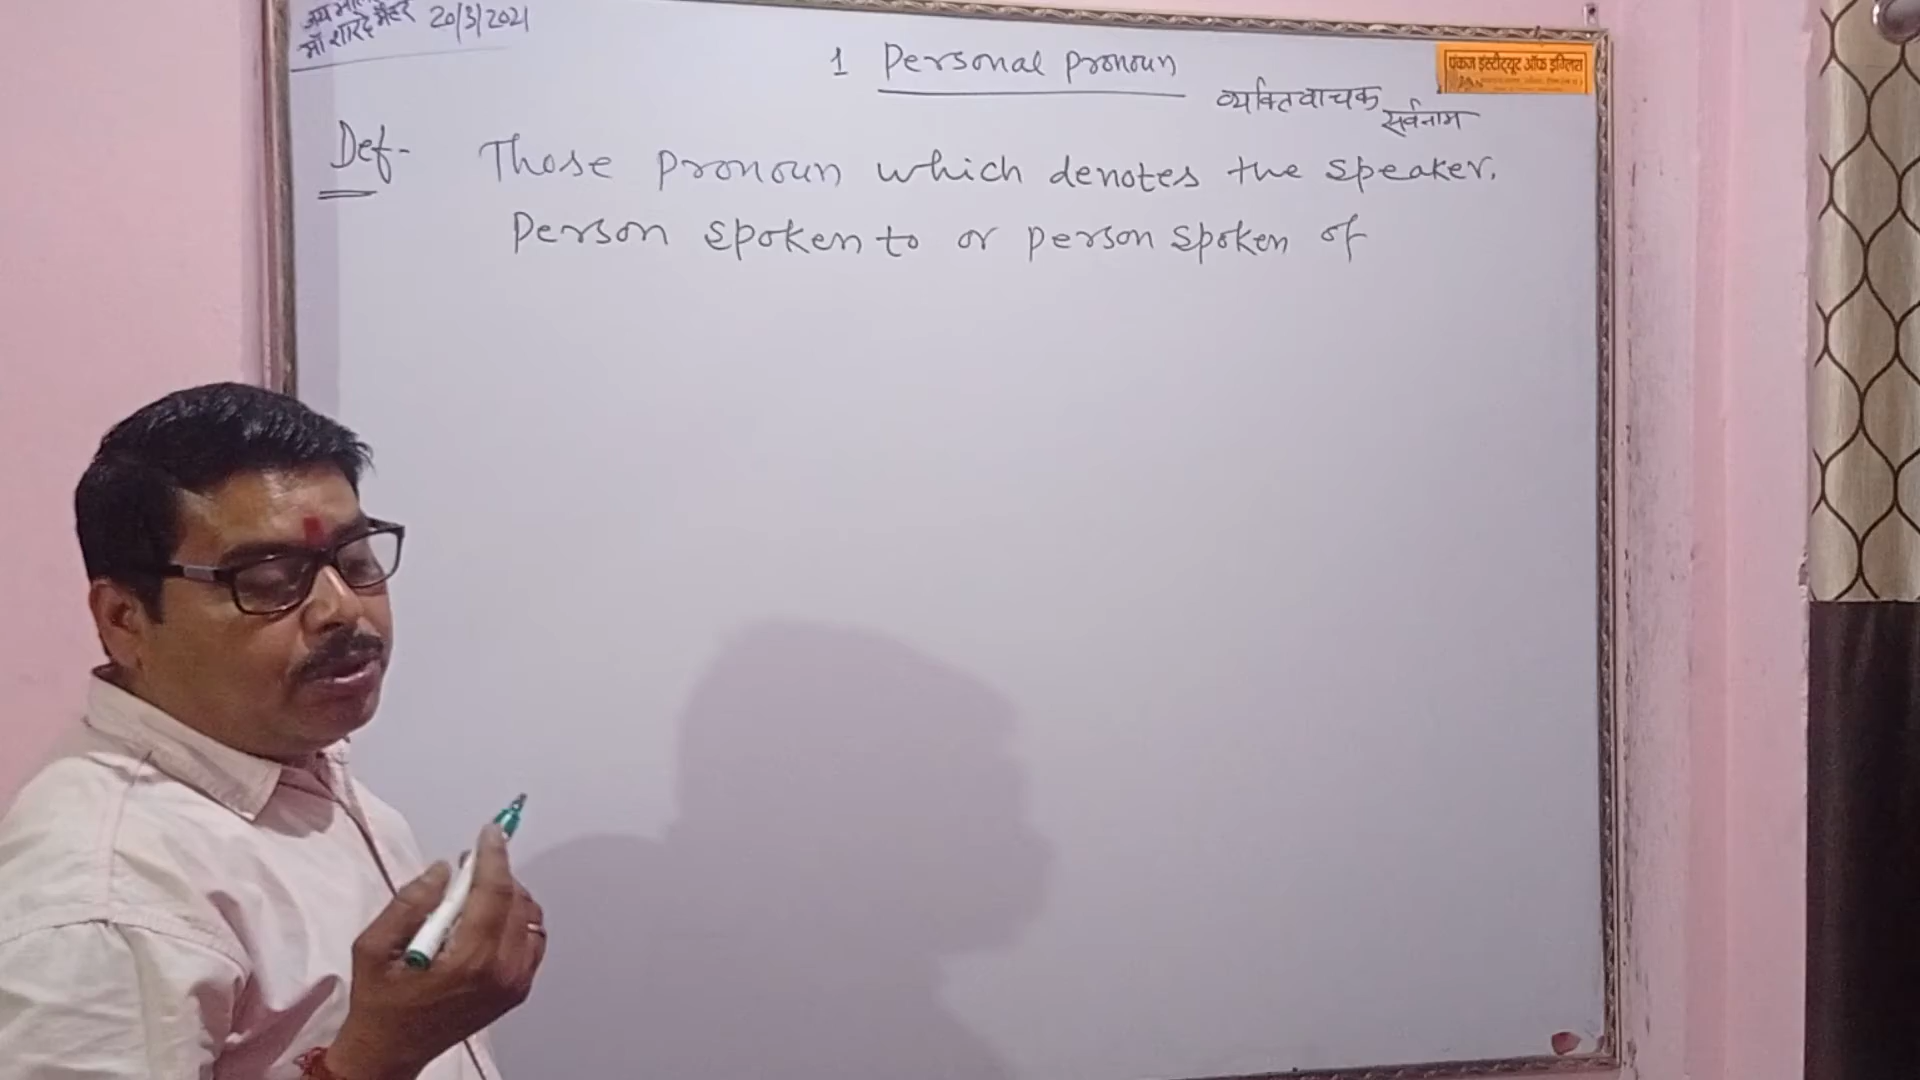 जय माँ
माँ शारदे मैहर 20/3/2021
1 Personal Pronoun
व्यक्तिवाचक
सर्वनाम
पंकज इंस्टीट्यूट ऑफ इंग्लिस
Def- Those Pronoun which denotes the speaker.
Person spoken to or person spoken of